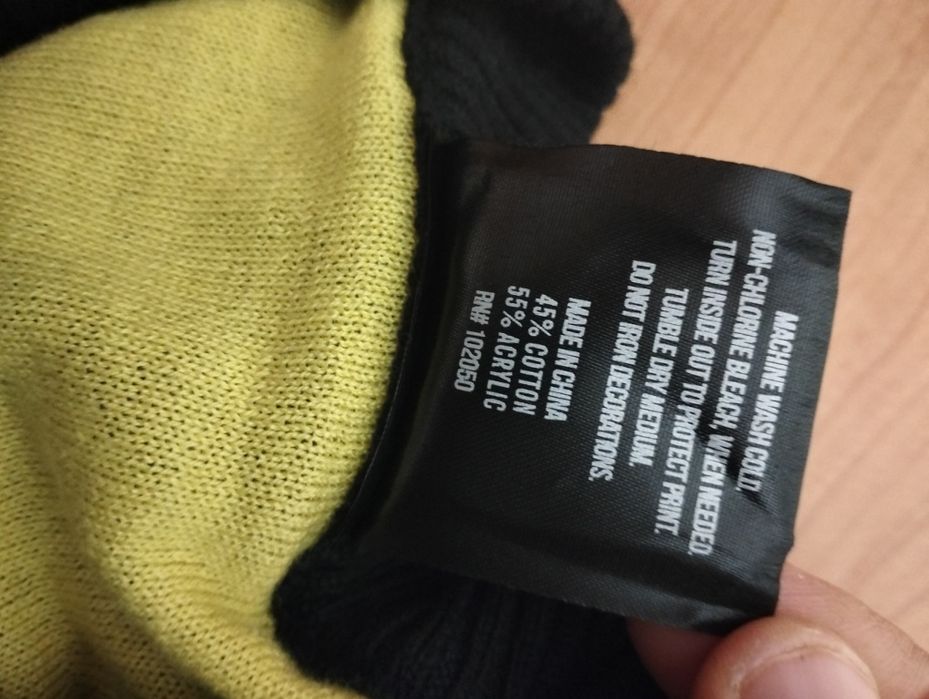 MACHINE WASH COLD.
NON-CHLORINE BLEACH, WHEN NEEDED.
TURN INSIDE OUT TO PROTECT PRINT.
TUMBLE DRY MEDIUM.
DO NOT IRON DECORATIONS.
MADE IN CHINA
45% COTTON
55% ACRYLIC
RN# 102050